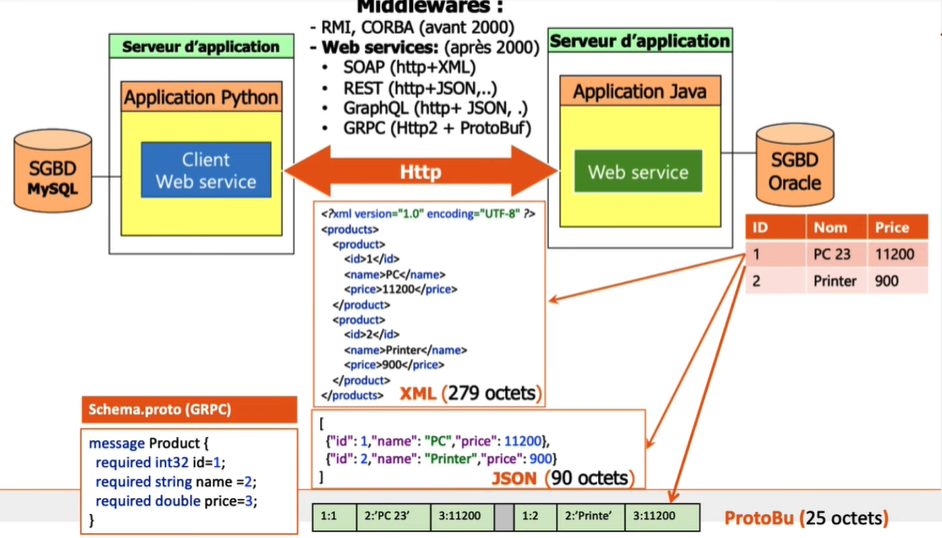 Middlewares :
- RMI, CORBA (avant 2000)
- Web services: (après 2000)
• SOAP (http+XML)
• REST (http+JSON,..)
• GraphQL (http+ JSON, .)
• GRPC (Http2 + ProtoBuf)
Serveur d'application
Application Python
Client
Web service
SGBD
MySQL
Http
Serveur d'application
Application Java
Web service
SGBD
Oracle
ID Nom Price
1 PC 23 11200
2 Printer 900
<?xml version="1.0" encoding="UTF-8" ?>
<products>
<product>
<id>1</id>
<name>PC</name>
<price>11200</price>
</product>
<product>
<id>2</id>
<name>Printer</name>
<price>900</price>
</product>
</products>
XML (279 octets)
Schema.proto (GRPC)
message Product {
required int32 id=1;
required string name =2;
required double price=3;
}
[
{"id": 1,"name": "PC","price": 11200},
{"id": 2,"name": "Printer","price": 900}
]
JSON (90 octets)
1:1 2:'PC 23' 3:11200 1:2 2:'Printe' 3:11200
ProtoBu (25 octets)